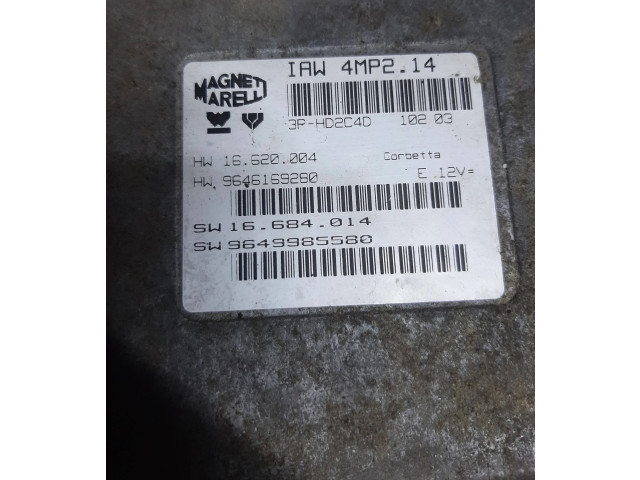 MAGNETI
MARELLI
IAW 4MP2.14
3P-HD2C4D 102 03
HW 16.620.004 Corbetta
HW 9646169280 E 12V=
SW 16.684.014
SW 9649985580